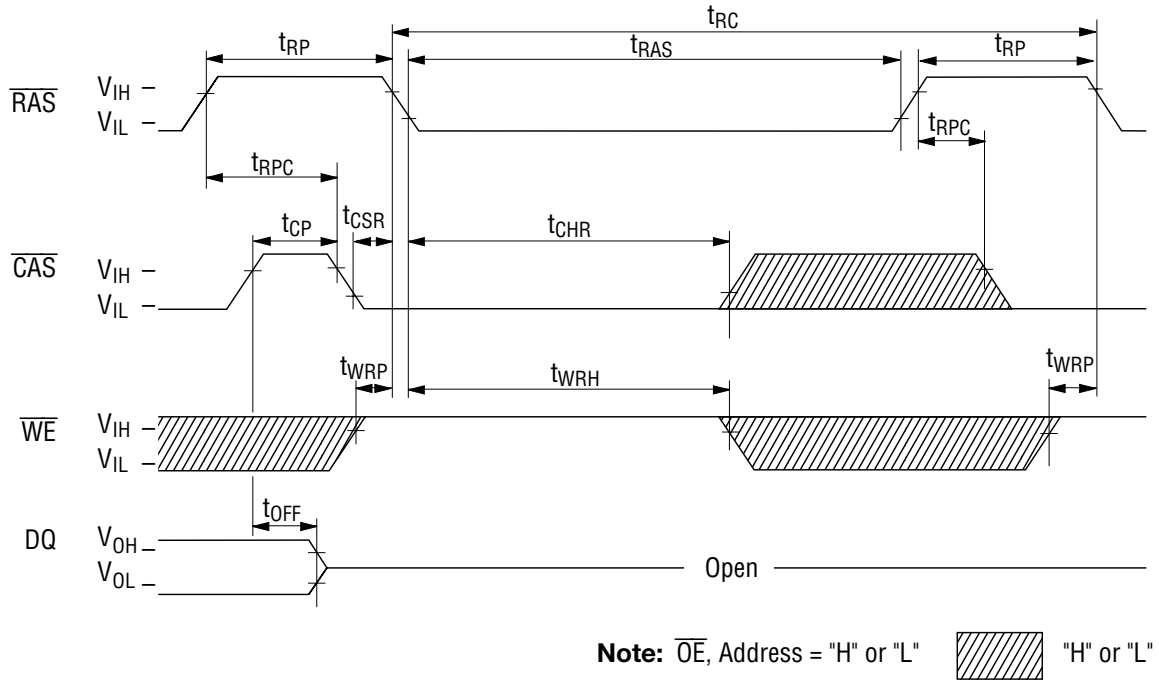 tRC
tRP
tRAS
tRP
RAS
VIH
VIL
tRPC
tRPC
tCP
tCSR
tCHR
CAS
VIH
VIL
tWRP
tWRH
tWRP
WE
VIH
VIL
tOFF
DQ
VOH
VOL
Open
Note: OE, Address = "H" or "L"
"H" or "L"